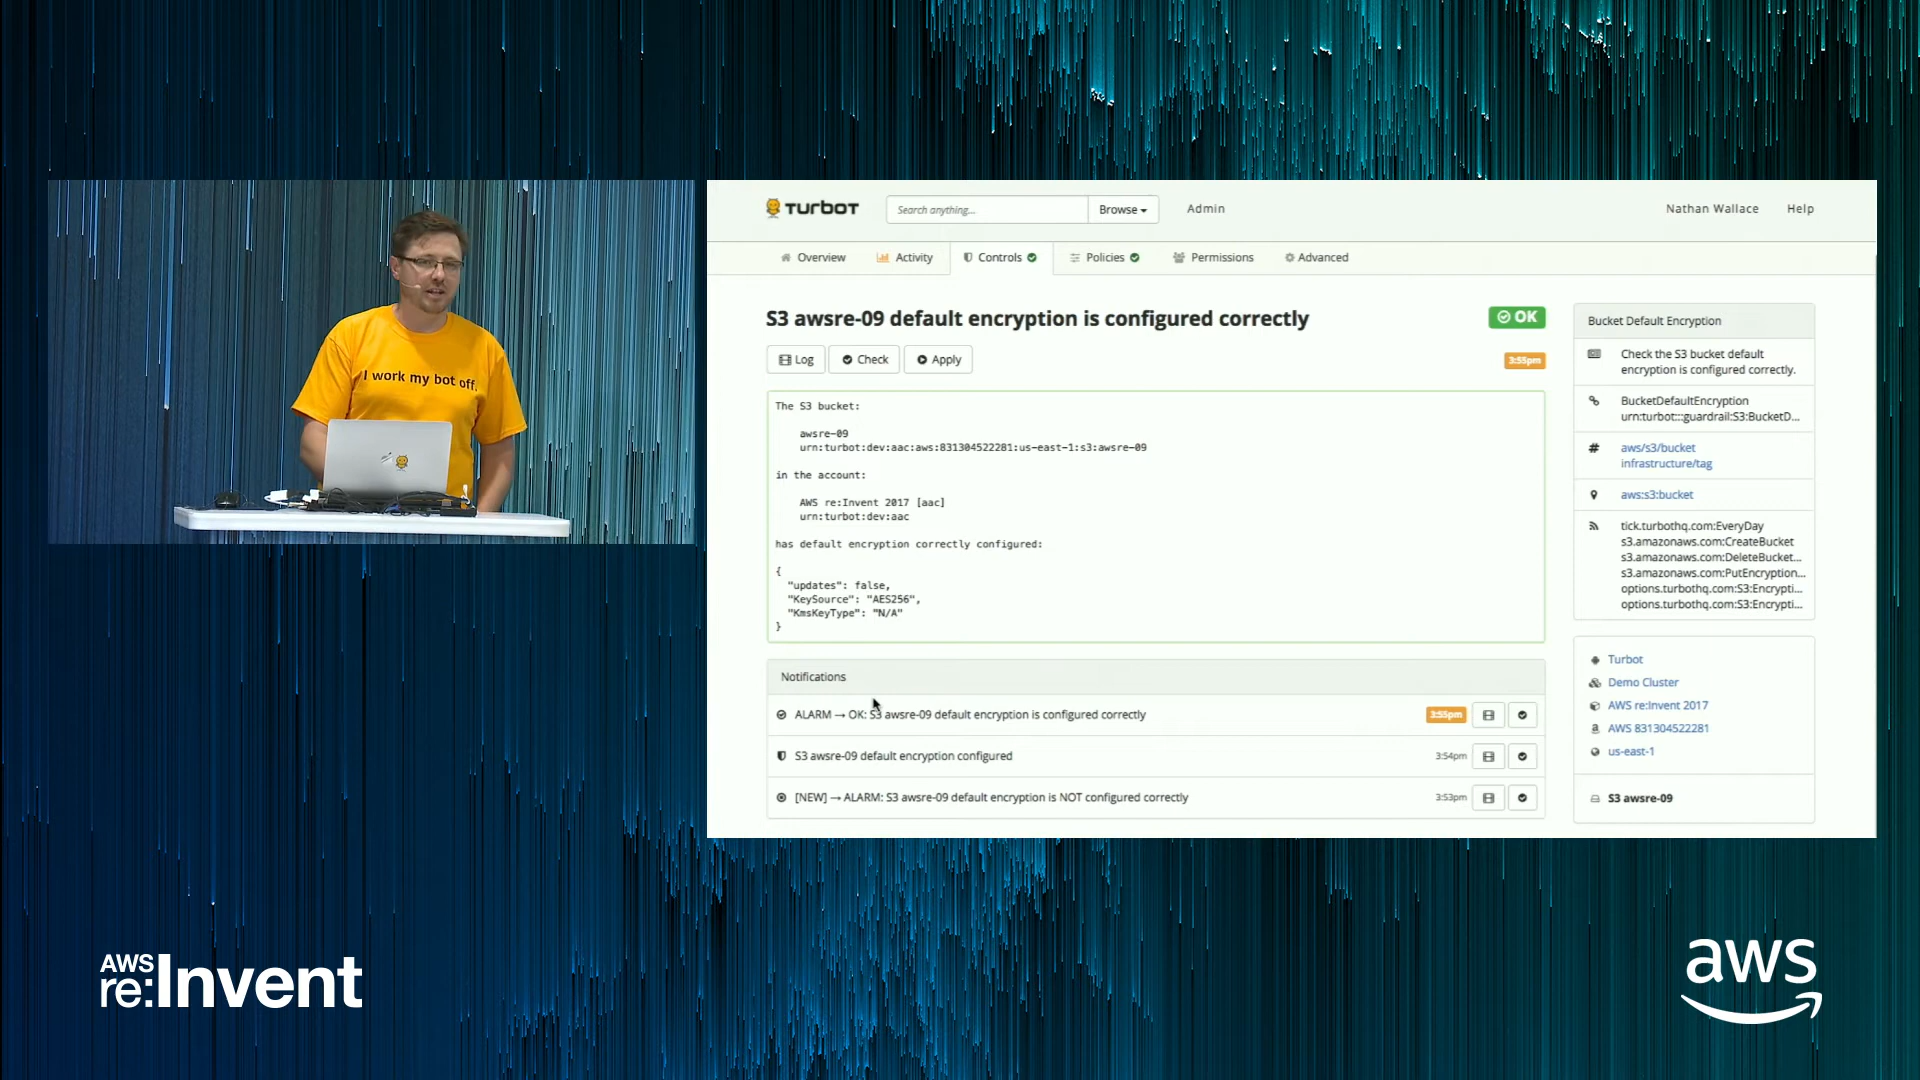 I work my bot off.
TURBOT
Search anything...
Browse
Admin
Nathan Wallace
Help
Overview
Activity
Controls
Policies
Permissions
Advanced
S3 awsre-09 default encryption is configured correctly
OK
Log
Check
Apply
3:55pm
The S3 bucket:
awsre-09
urn:turbot:dev:aac:aws:831304522281:us-east-1:s3:awsre-09
in the account:
AWS re:Invent 2017 [aac]
urn:turbot:dev:aac
has default encryption correctly configured:
{
"updates": false,
"KeySource": "AES256",
"KmsKeyType": "N/A"
}
Notifications
ALARM → OK: S3 awsre-09 default encryption is configured correctly
3:55pm
S3 awsre-09 default encryption configured
3:54pm
[NEW] → ALARM: S3 awsre-09 default encryption is NOT configured correctly
3:53pm
Bucket Default Encryption
Check the S3 bucket default
encryption is configured correctly.
BucketDefaultEncryption
urn:turbot:::guardrail:S3:BucketD...
aws/s3/bucket
infrastructure/tag
aws:s3:bucket
tick.turbothq.com:EveryDay
s3.amazonaws.com:CreateBucket
s3.amazonaws.com:DeleteBucket...
s3.amazonaws.com:PutEncryption...
options.turbothq.com:S3:Encrypti...
options.turbothq.com:S3:Encrypti...
Turbot
Demo Cluster
AWS re:Invent 2017
AWS 831304522281
us-east-1
S3 awsre-09
AWS
re:Invent
aws